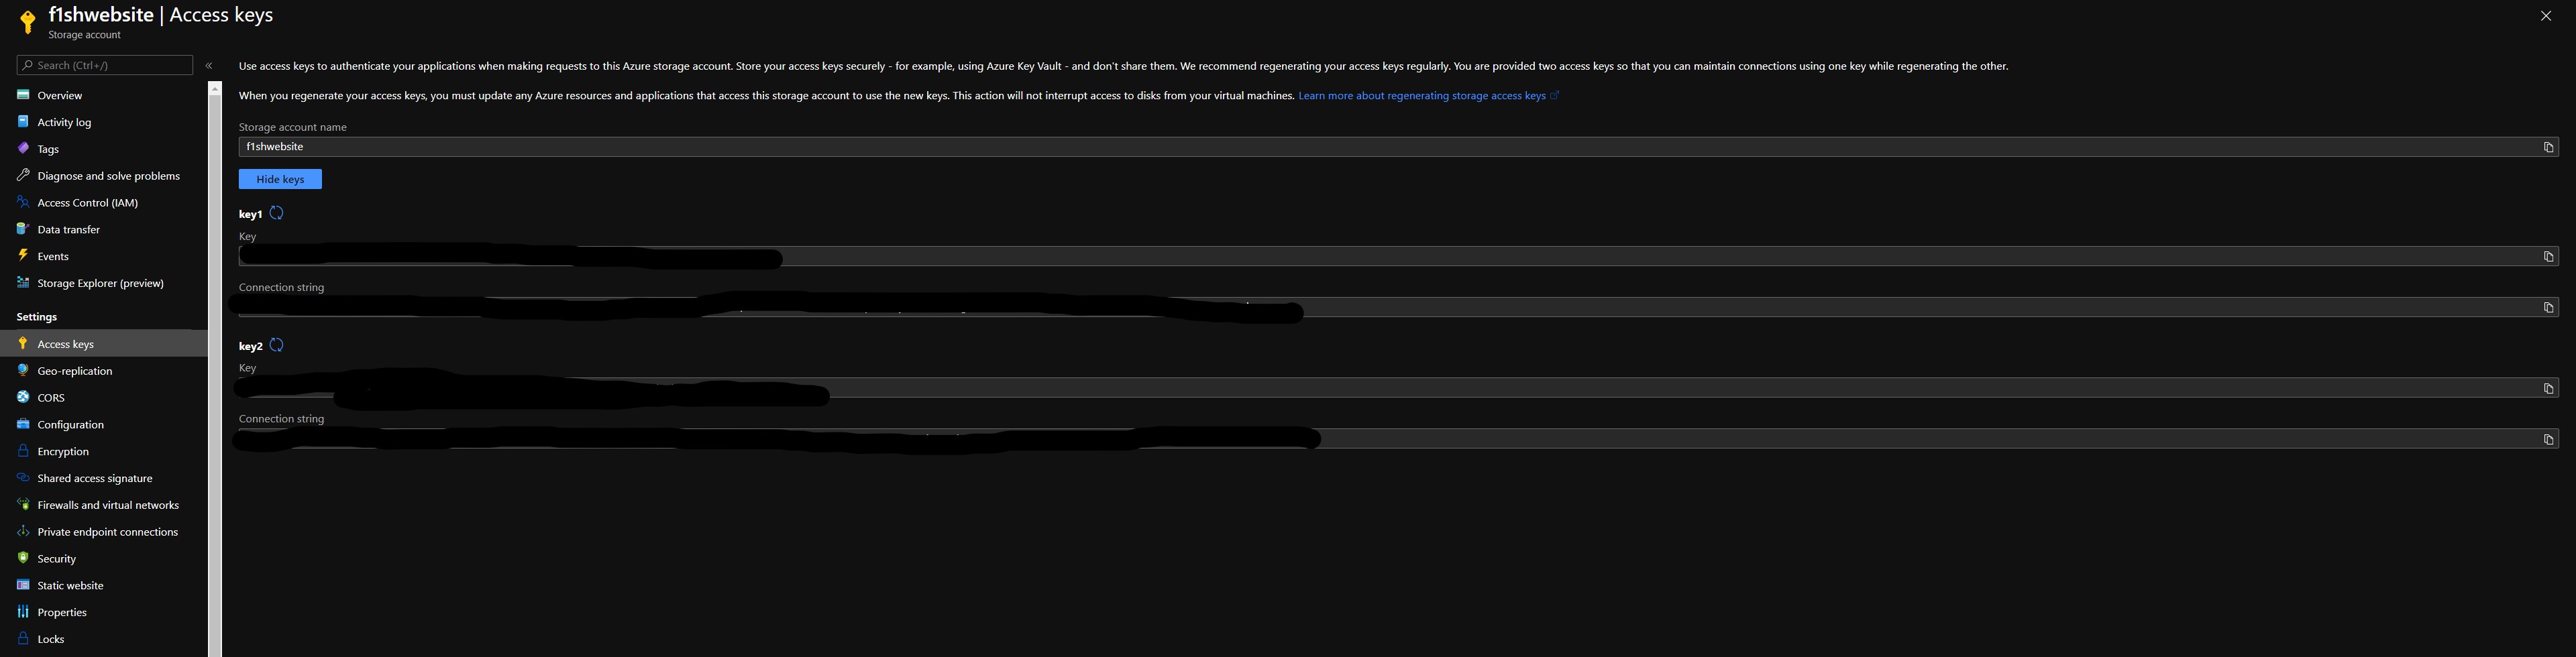 f1shwebsite | Access keys
Storage account
Search (Ctrl+/)
«
Overview
Activity log
Tags
Diagnose and solve problems
Access Control (IAM)
Data transfer
Events
Storage Explorer (preview)
Settings
Access keys
Geo-replication
CORS
Configuration
Encryption
Shared access signature
Firewalls and virtual networks
Private endpoint connections
Security
Static website
Properties
Locks
Use access keys to authenticate your applications when making requests to this Azure storage account. Store your access keys securely - for example, using Azure Key Vault - and don't share them. We recommend regenerating your access keys regularly. You are provided two access keys so that you can maintain connections using one key while regenerating the other.
When you regenerate your access keys, you must update any Azure resources and applications that access this storage account to use the new keys. This action will not interrupt access to disks from your virtual machines. Learn more about regenerating storage access keys
Storage account name
f1shwebsite
Hide keys
key1
Key
Connection string
key2
Key
Connection string